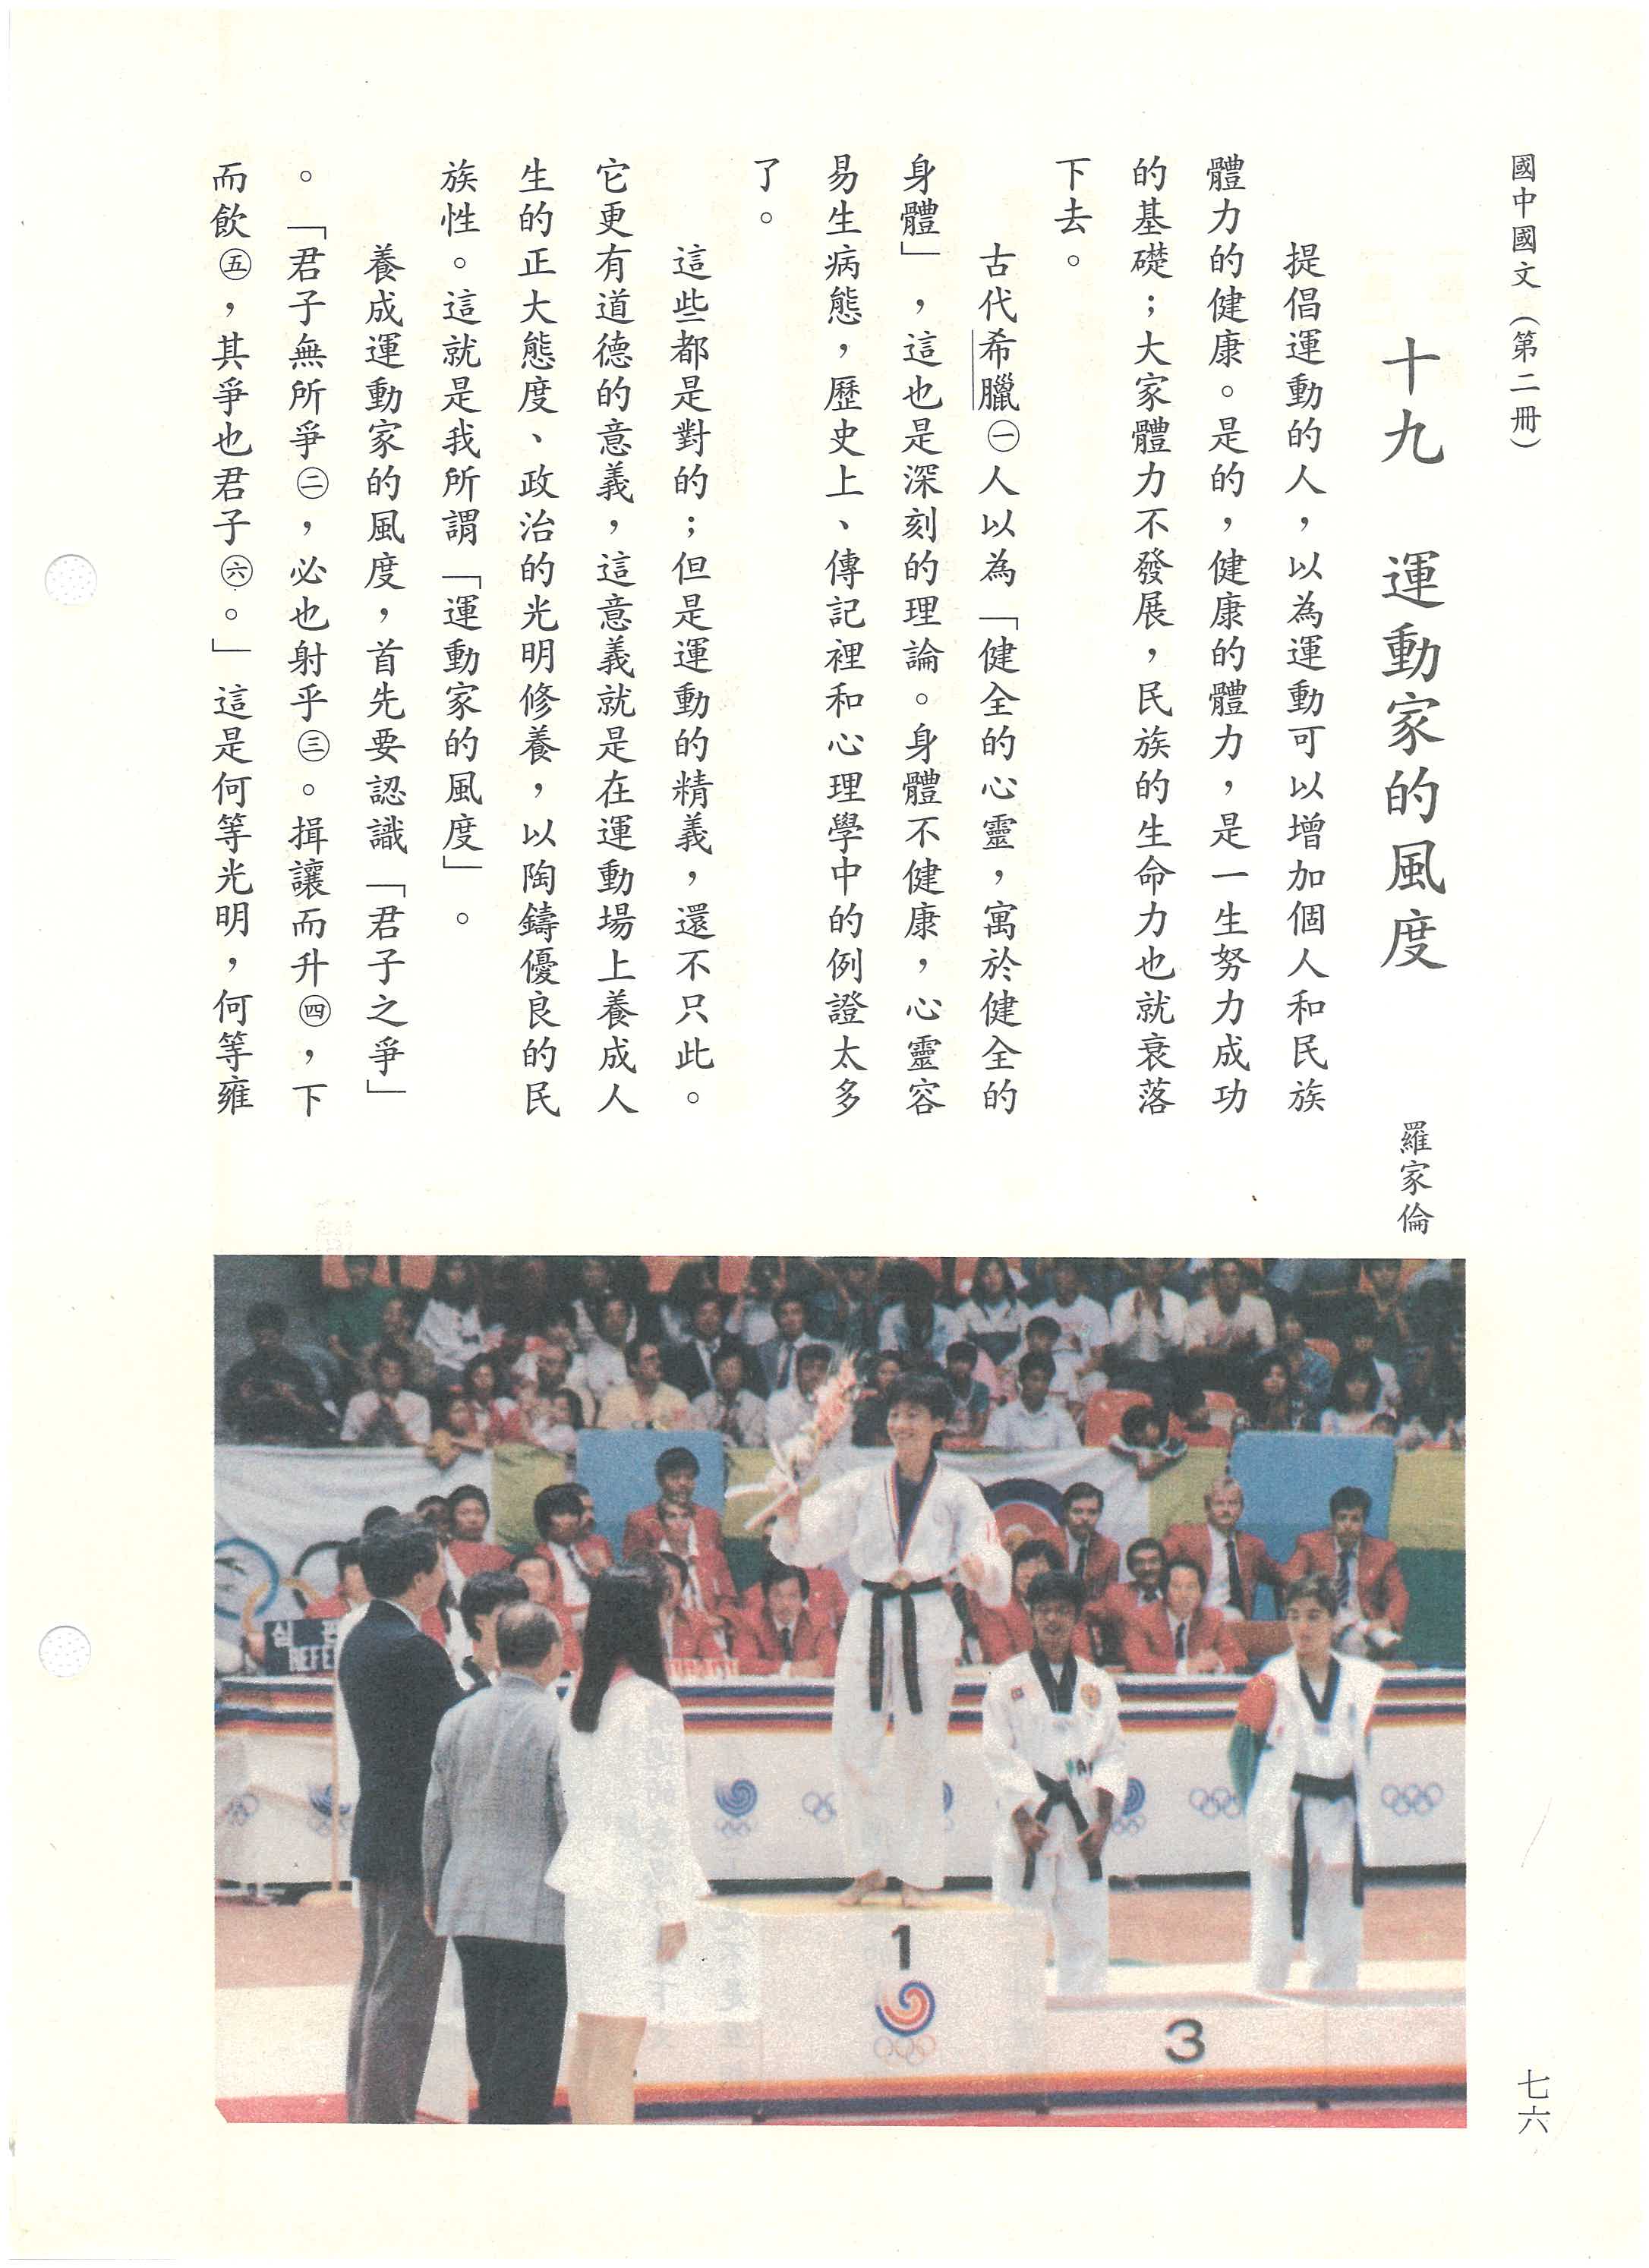 國中國文（第二冊）
七六
十九　運動家的風度
羅家倫
提倡運動的人，以為運動可以增加個人和民族
體力的健康。是的，健康的體力，是一生努力成功
的基礎；大家體力不發展，民族的生命力也就衰落
下去。
古代希臘㊀人以為「健全的心靈，寓於健全的
身體」，這也是深刻的理論。身體不健康，心靈容
易生病態，歷史上、傳記裡和心理學中的例證太多
了。
這些都是對的；但是運動的精義，還不只此。
它更有道德的意義，這意義就是在運動場上養成人
生的正大態度、政治的光明修養，以陶鑄優良的民
族性。這就是我所謂「運動家的風度」。
養成運動家的風度，首先要認識「君子之爭」
。「君子無所爭㊁，必也射乎㊂。揖讓而升㊃，下
而飲㊄，其爭也君子㊅。」這是何等光明，何等雍
심판
REFE
1
3